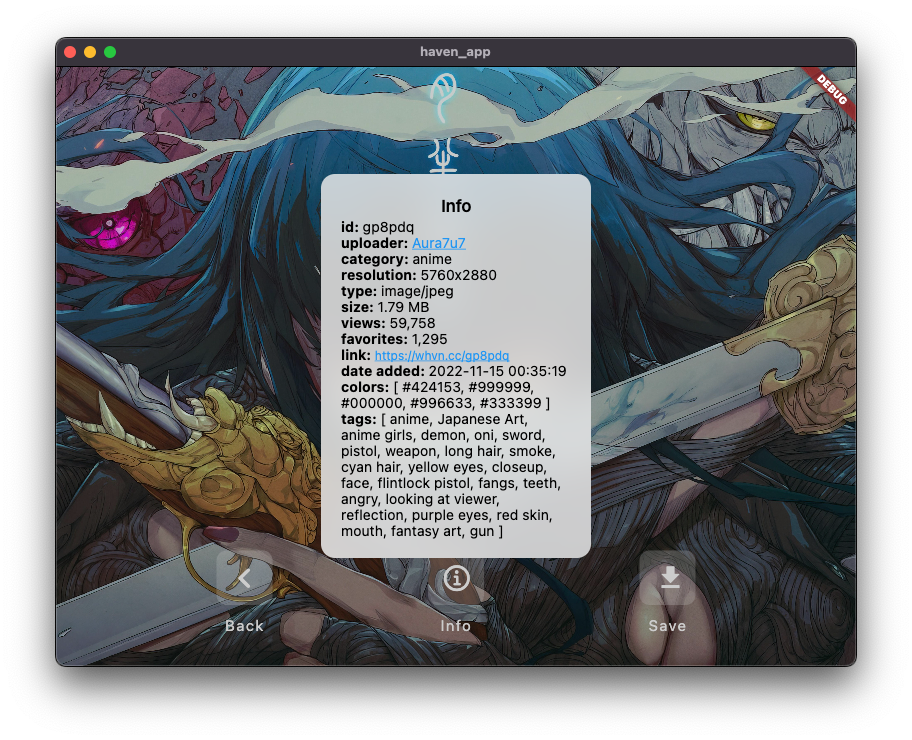 haven_app
DEBUG
Info
id: gp8pdq
uploader: Aura7u7
category: anime
resolution: 5760x2880
type: image/jpeg
size: 1.79 MB
views: 59,758
favorites: 1,295
link: https://whvn.cc/gp8pdq
date added: 2022-11-15 00:35:19
colors: [ #424153, #999999,
#000000, #996633, #333399 ]
tags: [ anime, Japanese Art,
anime girls, demon, oni, sword,
pistol, weapon, long hair, smoke,
cyan hair, yellow eyes, closeup,
face, flintlock pistol, fangs, teeth,
angry, looking at viewer,
reflection, purple eyes, red skin,
mouth, fantasy art, gun ]
Back
Info
Save